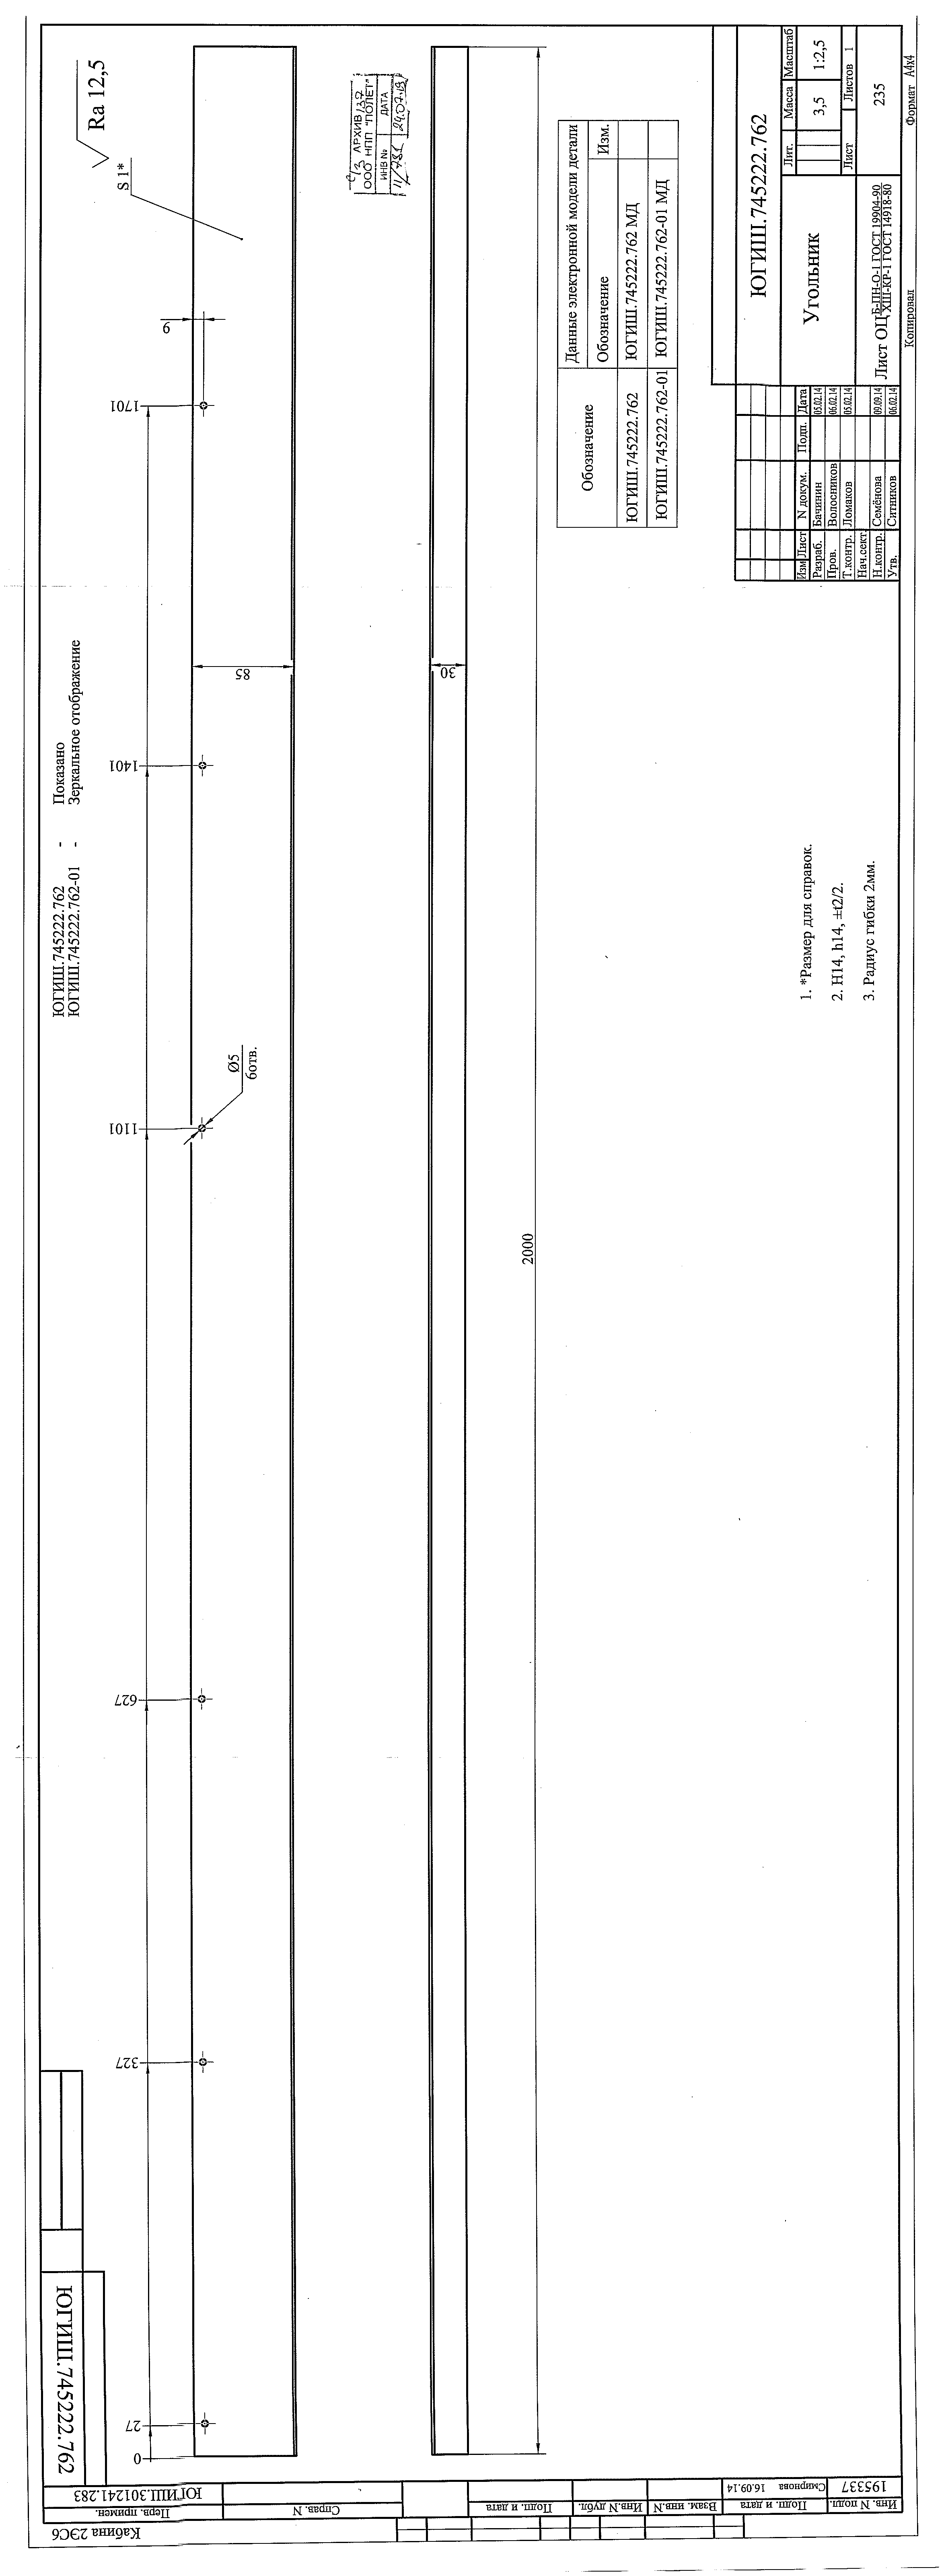 ЮГИШ.745222.762
ЮГИШ.745222.762 - Показано
ЮГИШ.745222.762-01 - Зеркальное отображение
Ra 12,5
S 1*
0
27
327
627
1101
1401
1701
9
Ø5
6отв.
85
30
2000
АРХИВ
ООО НПП "ПОЛЕТ"
ИНВ № ДАТА
24.07.19
Обозначение Данные электронной модели детали
Обозначение Изм.
ЮГИШ.745222.762 ЮГИШ.745222.762 МД
ЮГИШ.745222.762-01 ЮГИШ.745222.762-01 МД
1. *Размер для справок.
2. H14, h14, ±t2/2.
3. Радиус гибки 2мм.
ЮГИШ.745222.762
Изм Лист N докум. Подп. Дата
Разраб. Бачинин 05.02.14
Пров. Волосников 06.02.14
Т.контр. Ломаков 05.02.14
Нач.сект.
Н.контр. Семёнова 09.09.14
Утв. Ситников 06.02.14
Угольник
Лит. Масса Масштаб
3,5 1:2,5
Лист Листов 1
Лист ОЦ Б-ПН-О-1 ГОСТ 19904-90
ХШ-КР-1 ГОСТ 14918-80
235
Копировал Формат А4х4
Кабина 2ЭС6
Перв. примен.
ЮГИШ.301241.283
Справ. N
Подп. и дата
Инв.N дубл.
Взам. инв.N
Подп. и дата
Смирнова 16.09.14
Инв. N подл.
195337